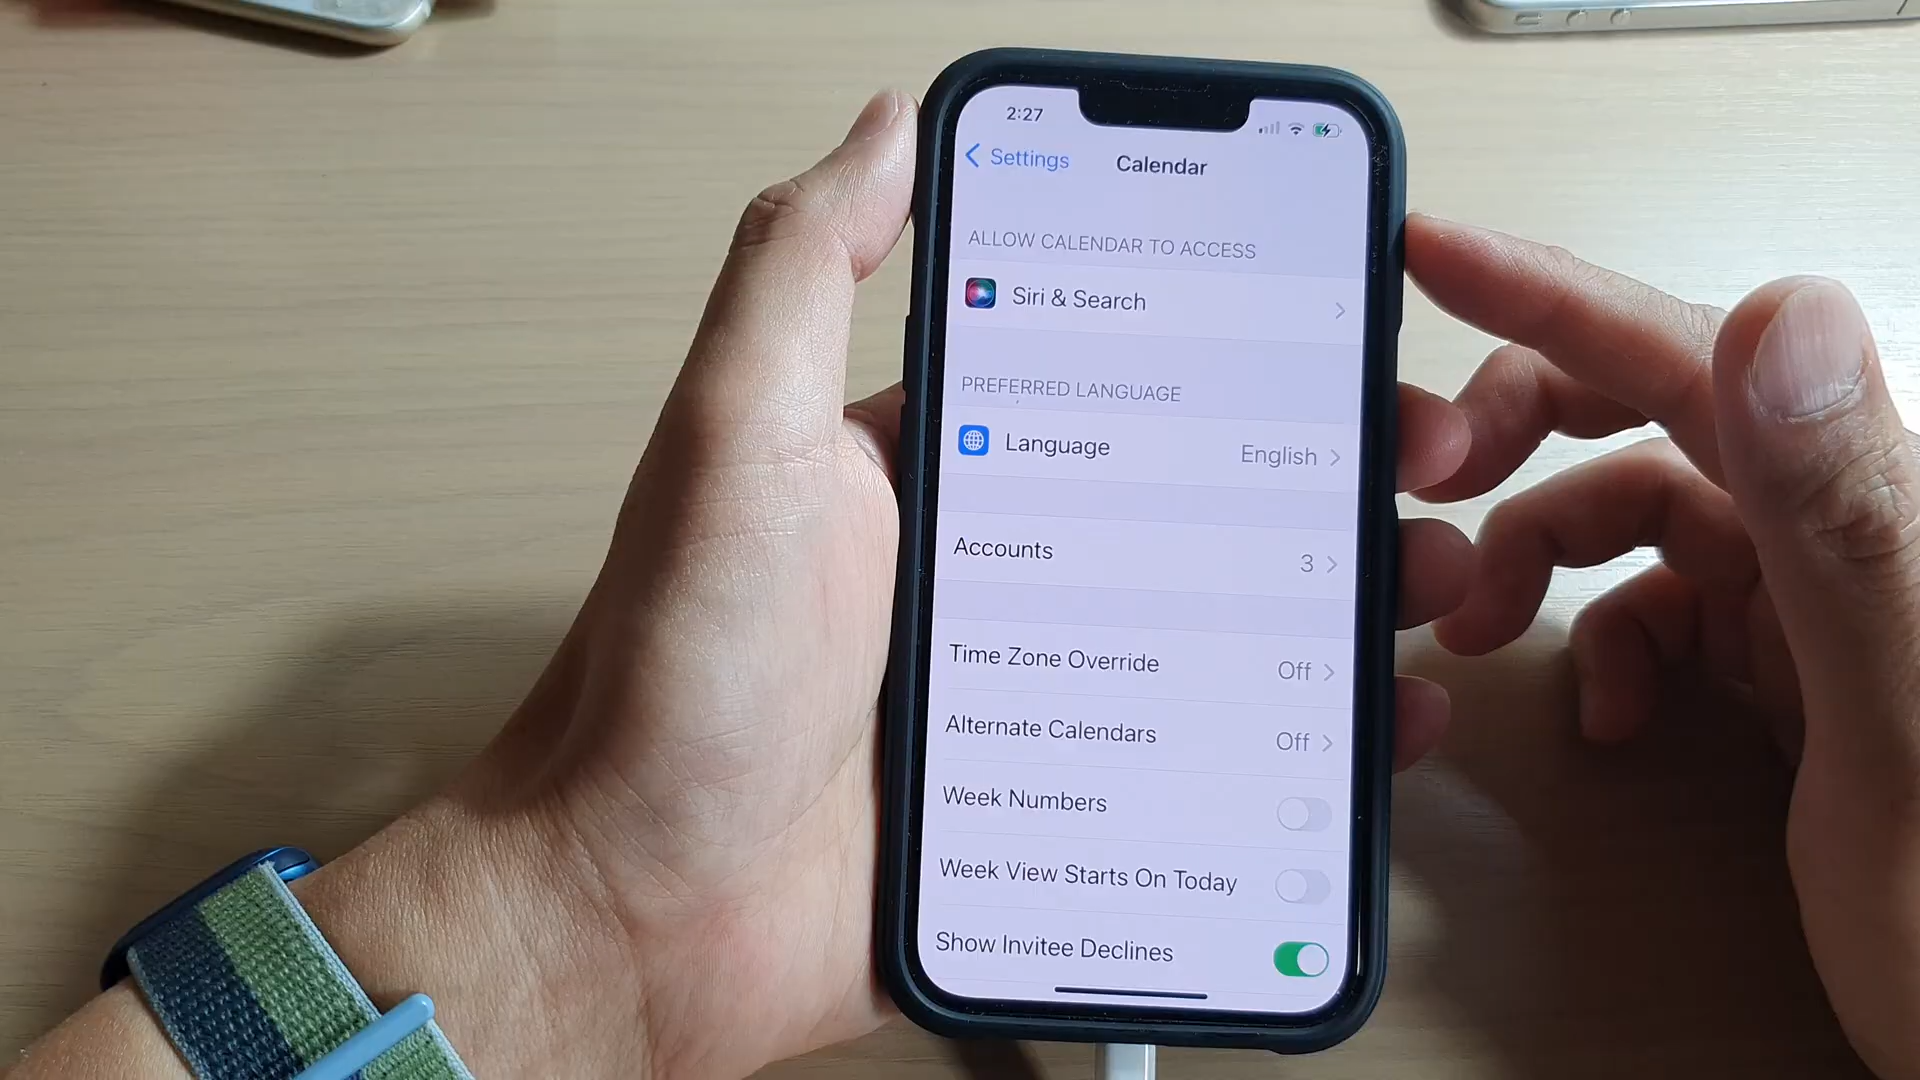 2:27
Settings
Calendar
ALLOW CALENDAR TO ACCESS
Siri & Search
PREFERRED LANGUAGE
Language English
Accounts 3
Time Zone Override Off
Alternate Calendars Off
Week Numbers
Week View Starts On Today
Show Invitee Declines